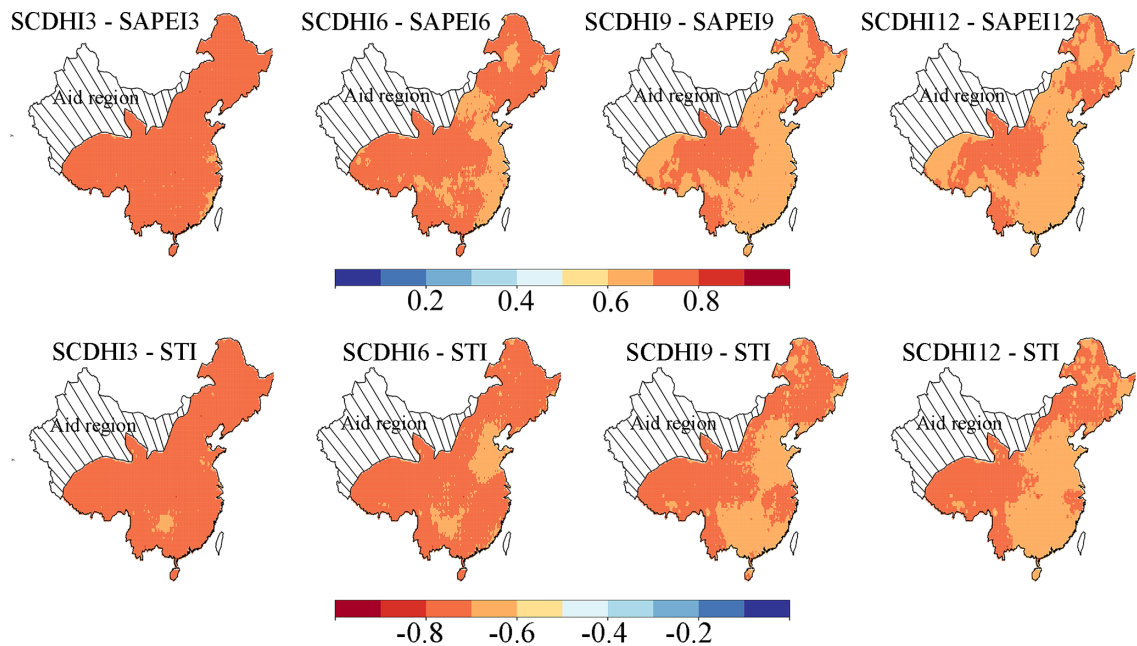 SCDHI3 - SAPEI3
SCDHI6 - SAPEI6
SCDHI9 - SAPEI9
SCDHI12 - SAPEI12
Aid region
Aid region
Aid region
Aid region
0.2 0.4 0.6 0.8
SCDHI3 - STI
SCDHI6 - STI
SCDHI9 - STI
SCDHI12 - STI
Aid region
Aid region
Aid region
Aid region
-0.8 -0.6 -0.4 -0.2